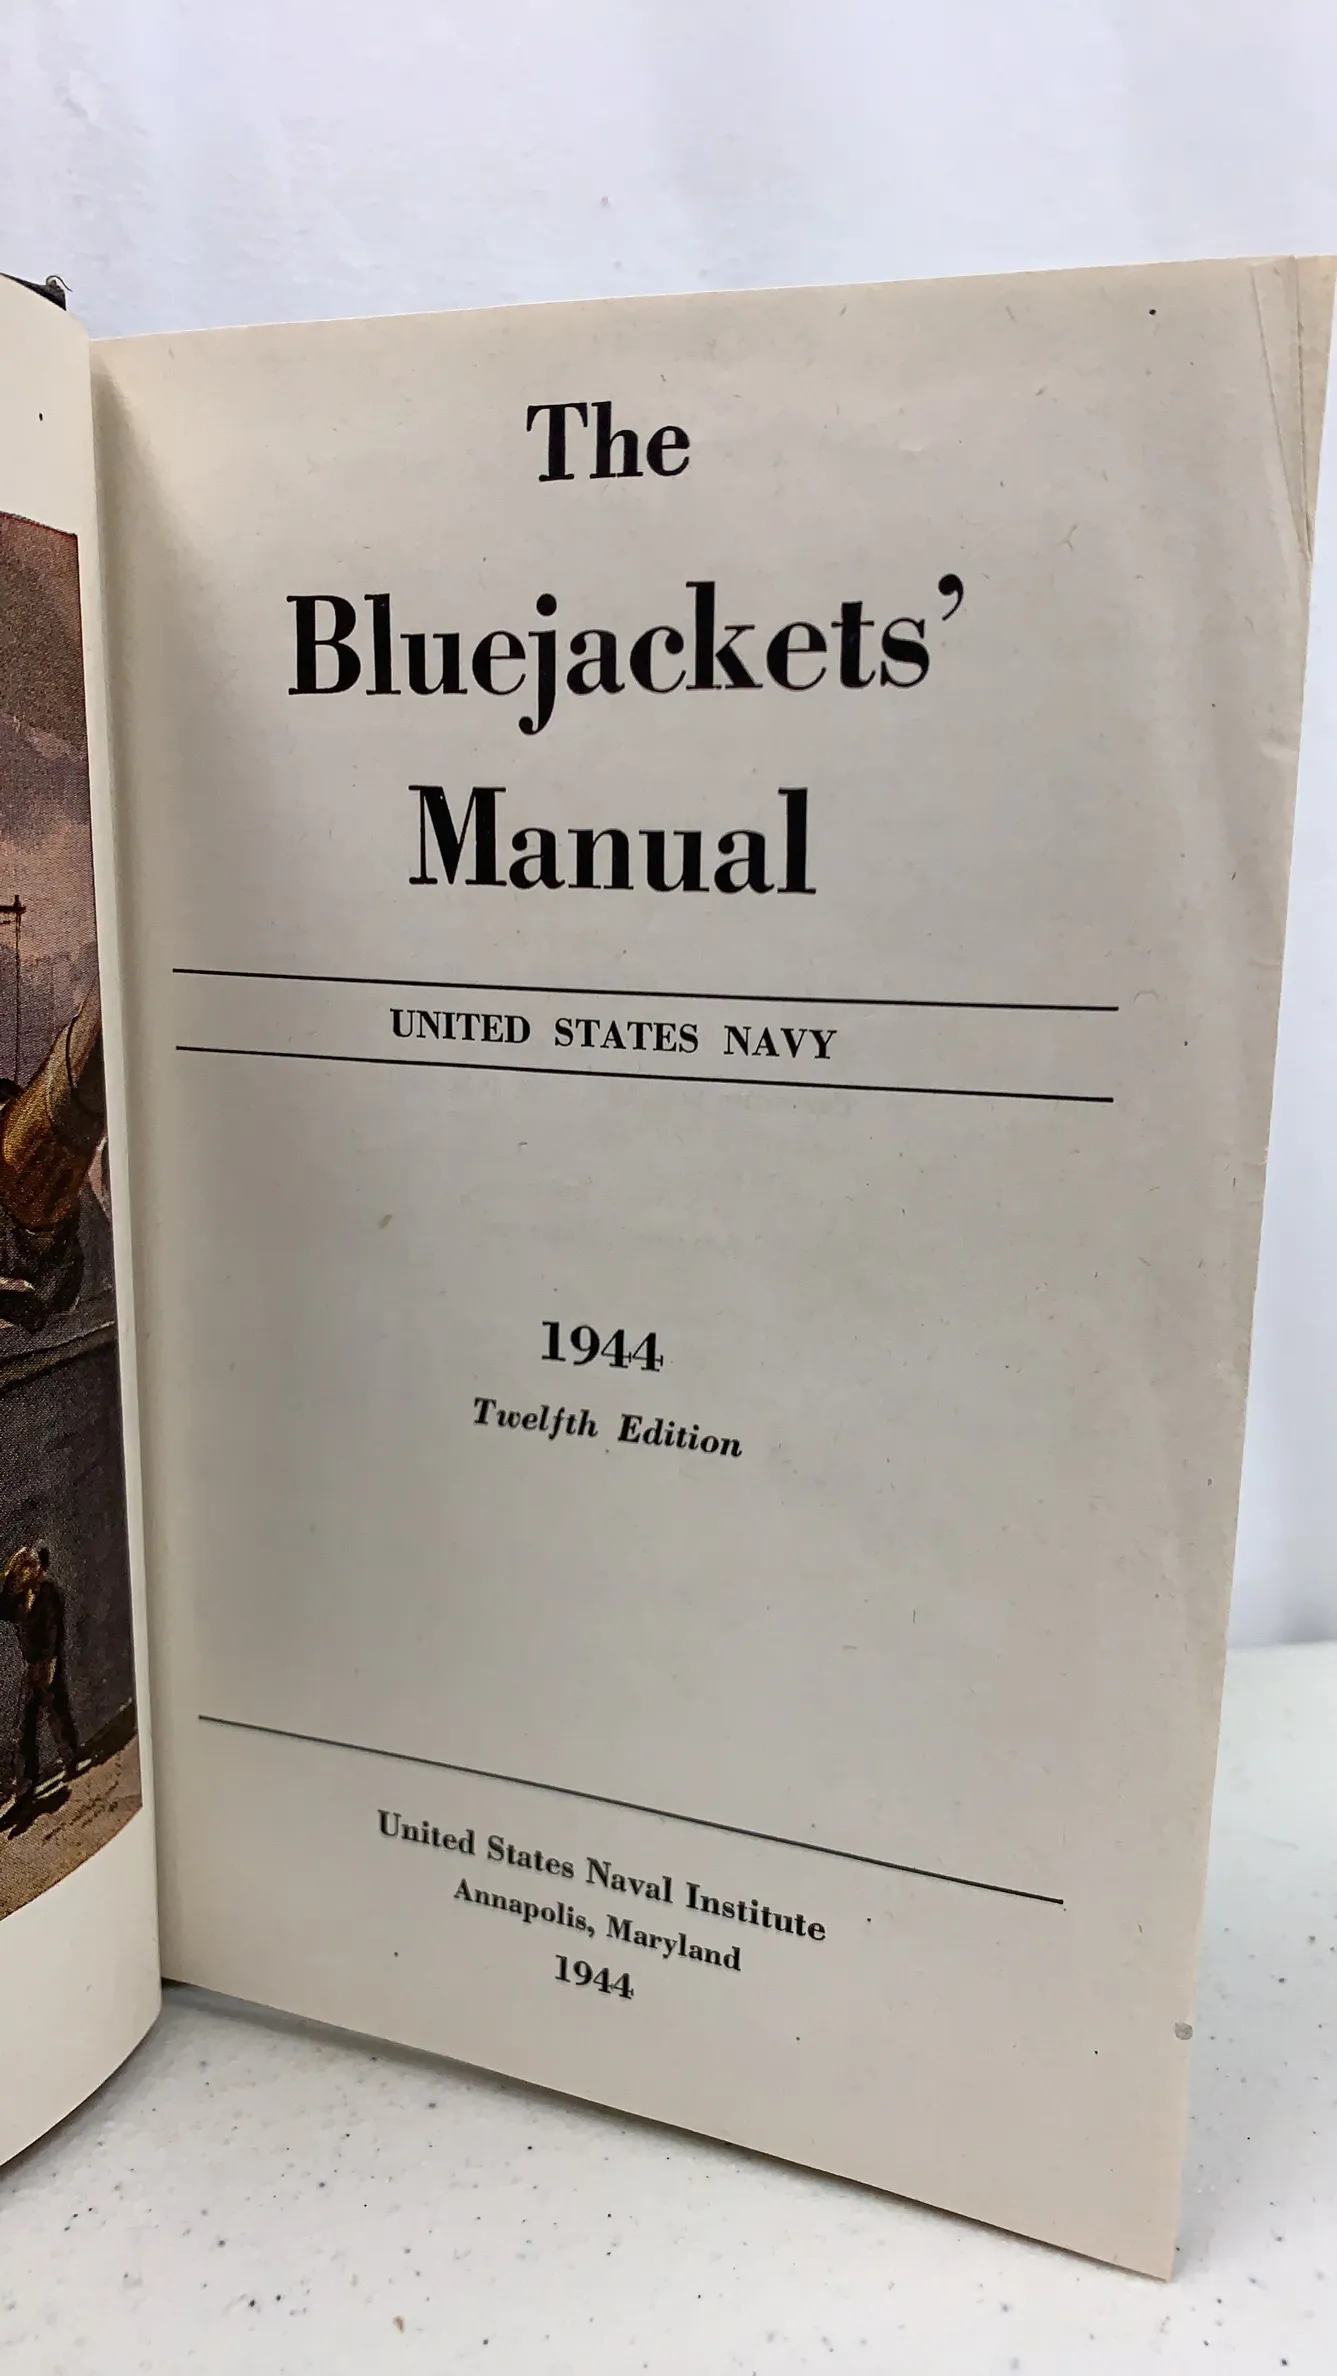 The
Bluejackets’
Manual
UNITED STATES NAVY
1944
Twelfth Edition
United States Naval Institute
Annapolis, Maryland
1944